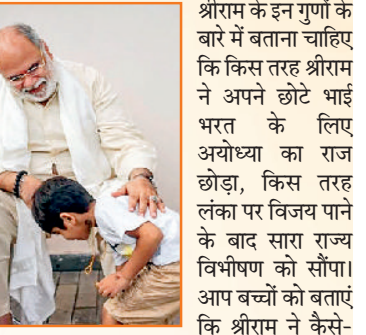 श्रीराम के इन गुणों के
बारे में बताना चाहिए
कि किस तरह श्रीराम
ने अपने छोटे भाई
भरत के लिए
अयोध्या का राज
छोड़ा, किस तरह
लंका पर विजय पाने
के बाद सारा राज्य
विभीषण को सौंपा।
आप बच्चों को बताएं
कि श्रीराम ने कैसे-